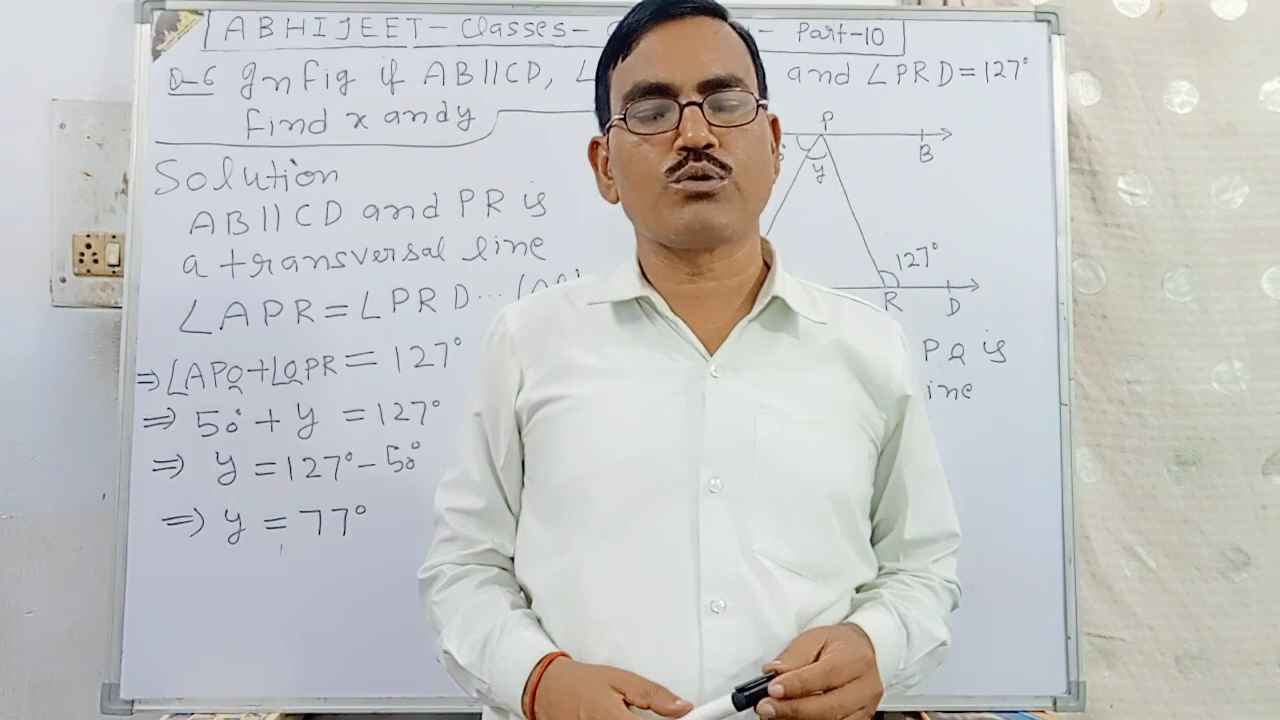 ABHIJEET- Classes- - Part-10
Q-6 In Fig if AB||CD, ∠ and ∠PRD=127°
Find x and y
Solution
AB||CD and PR is
a transversal line
∠APR=∠PRD...
⇒∠APQ+∠QPR=127°
⇒ 50°+y =127°
⇒ y =127°-50°
⇒ y =77°
P
B
y
127°
R
D
PQ is
ine